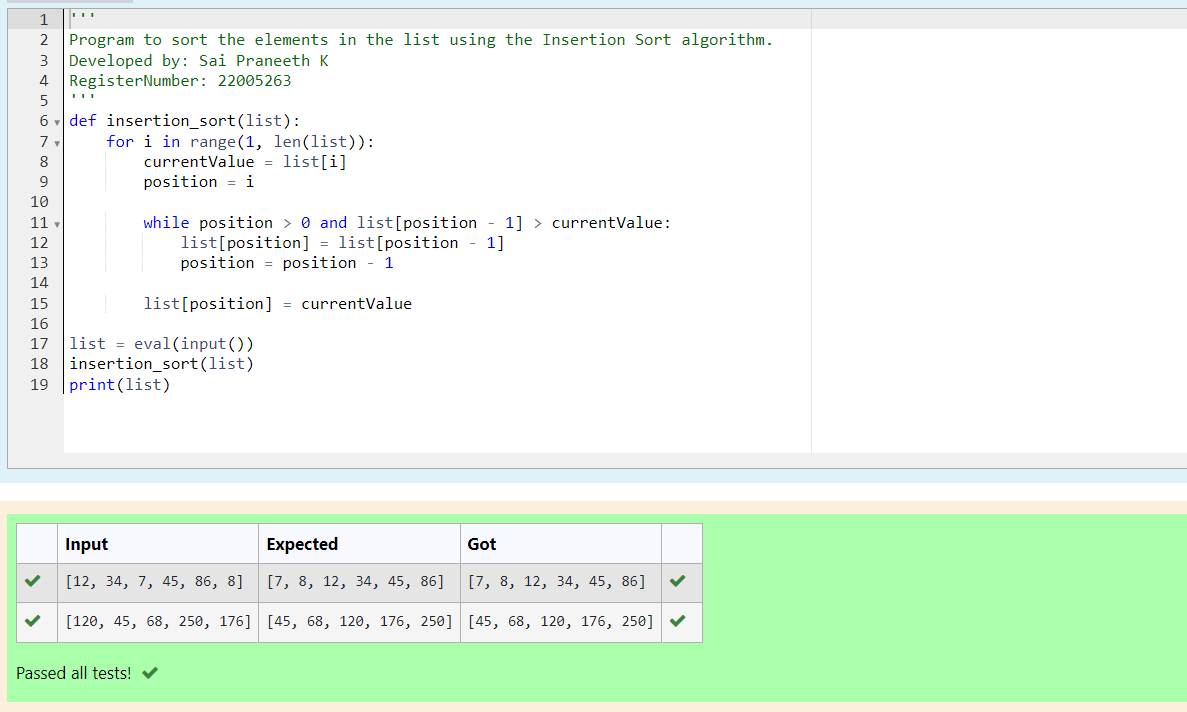 1 '''
2 Program to sort the elements in the list using the Insertion Sort algorithm.
3 Developed by: Sai Praneeth K
4 RegisterNumber: 22005263
5 '''
6 def insertion_sort(list):
7     for i in range(1, len(list)):
8         currentValue = list[i]
9         position = i
10
11         while position > 0 and list[position - 1] > currentValue:
12             list[position] = list[position - 1]
13             position = position - 1
14
15         list[position] = currentValue
16
17 list = eval(input())
18 insertion_sort(list)
19 print(list)
Input Expected Got
[12, 34, 7, 45, 86, 8] [7, 8, 12, 34, 45, 86] [7, 8, 12, 34, 45, 86]
[120, 45, 68, 250, 176] [45, 68, 120, 176, 250] [45, 68, 120, 176, 250]
Passed all tests!